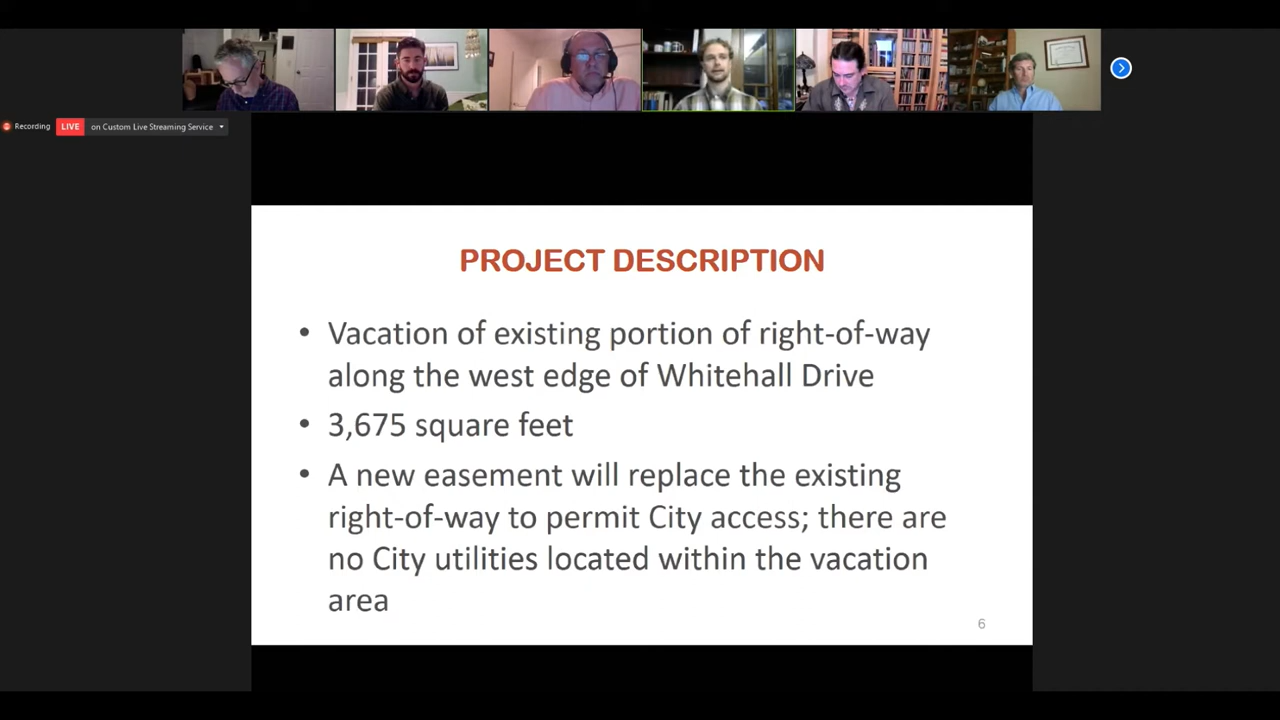 Recording
LIVE
on Custom Live Streaming Service
PROJECT DESCRIPTION
• Vacation of existing portion of right-of-way
along the west edge of Whitehall Drive
• 3,675 square feet
• A new easement will replace the existing
right-of-way to permit City access; there are
no City utilities located within the vacation
area
6